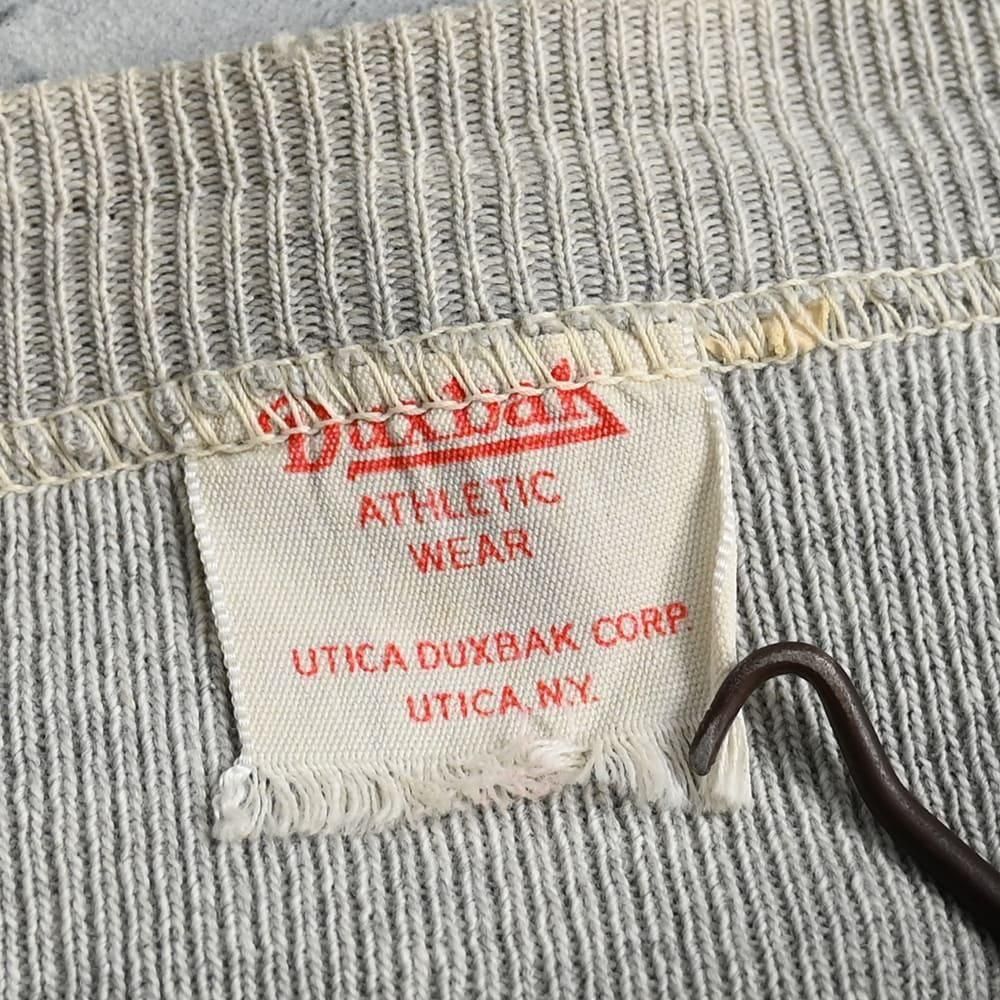 Duxbak
ATHLETIC
WEAR
UTICA DUXBAK CORP.
UTICA, N.Y.